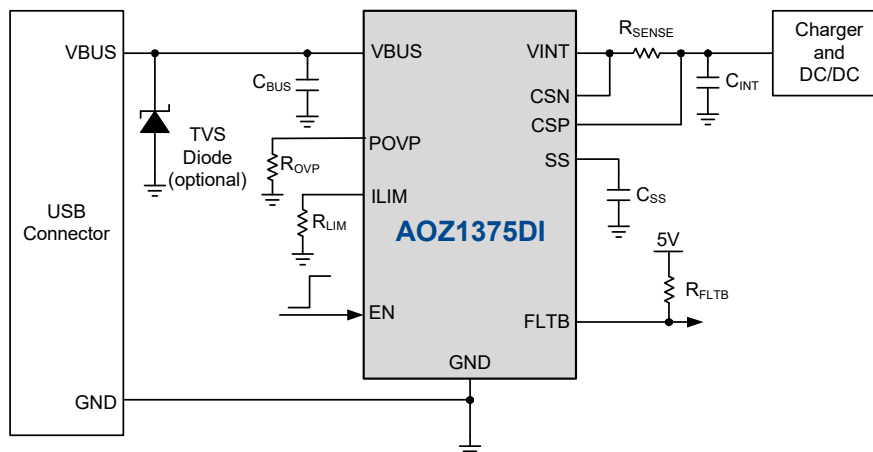 VBUS
GND
USB
Connector
TVS
Diode
(optional)
CBUS
ROVP
RLIM
VBUS
POVP
ILIM
EN
AOZ1375DI
VINT
CSN
CSP
SS
FLTB
GND
RSENSE
CINT
CSS
5V
RFLTB
Charger
and
DC/DC